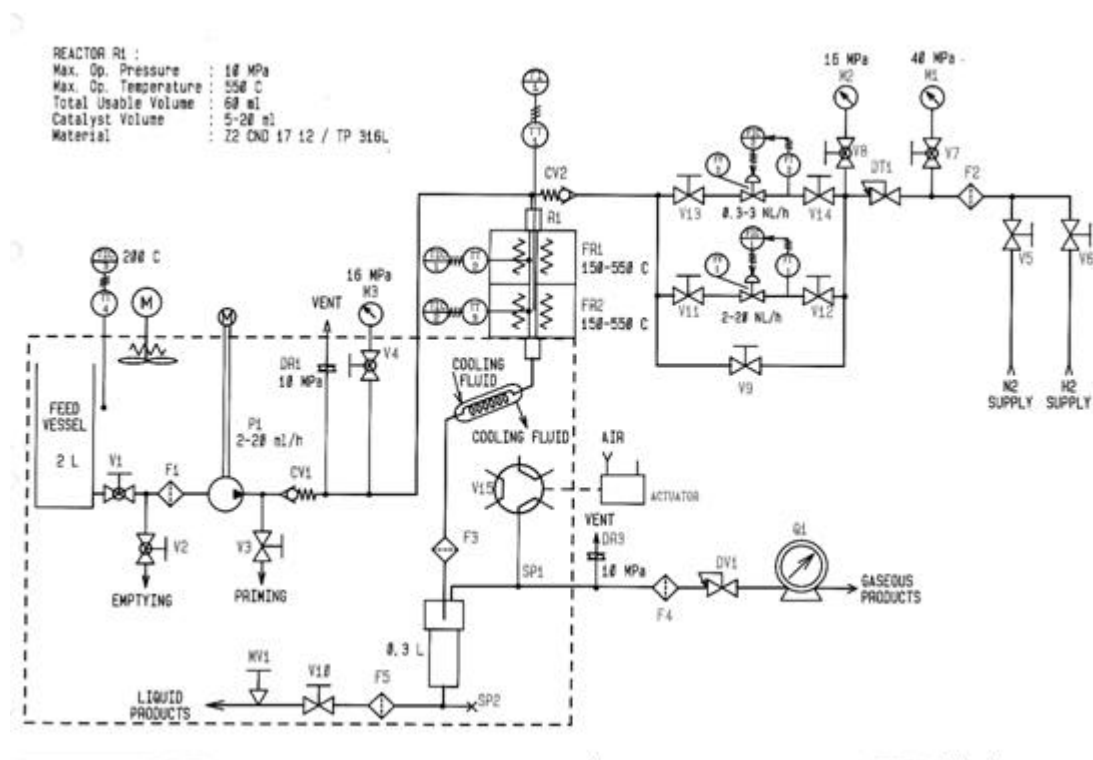 REACTOR R1 :
Max. Op. Pressure : 10 MPa
Max. Op. Temperature : 550 C
Total Usable Volume : 60 ml
Catalyst Volume : 5-20 ml
Material : Z2 CND 17 12 / TP 316L
16 MPa
M2
40 MPa
M1
V8
V7
DT1
F2
CV2
R1
V13
0.3-3 NL/h
V14
V5
V6
FR1
150-550 C
FR2
150-550 C
V11
2-20 NL/h
V12
V9
N2
SUPPLY
H2
SUPPLY
200 C
M
M
VENT
16 MPa
M3
V4
DA1
10 MPa
COOLING
FLUID
COOLING FLUID
FEED
VESSEL
2 L
P1
2-20 ml/h
V1
F1
CV1
V2
V3
EMPTYING
PRIMING
AIR
V15
ACTUATOR
VENT
DA3
10 MPa
Q1
F3
SP1
DV1
F4
GASEOUS
PRODUCTS
0.3 L
MV1
V10
F5
SP2
LIQUID
PRODUCTS